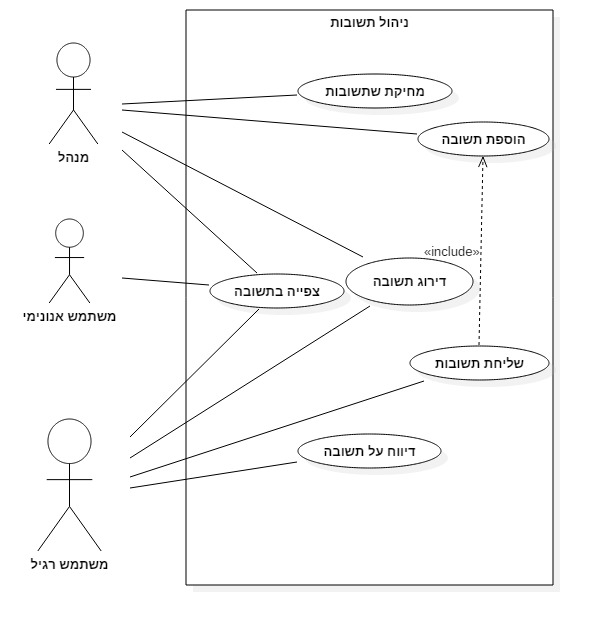 ניהול תשובות
מחיקת שתשובות
הוספת תשובה
מנהל
«include»
דירוג תשובה
צפייה בתשובה
משתמש אנונימי
שליחת תשובות
דיווח על תשובה
משתמש רגיל